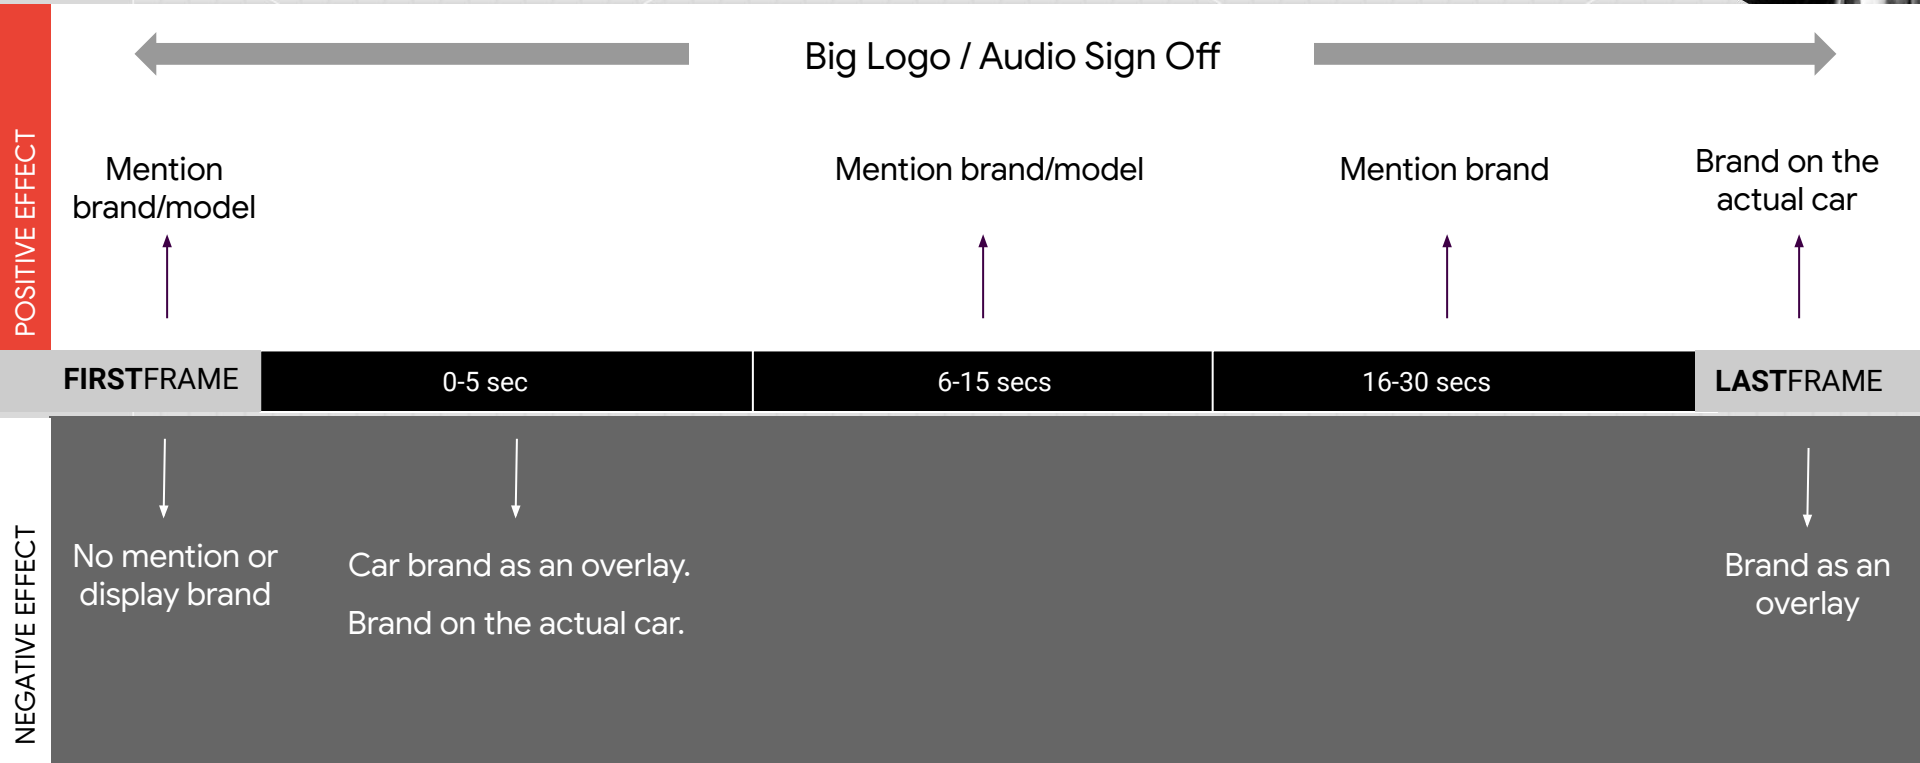 POSITIVE EFFECT
Big Logo / Audio Sign Off
Mention
brand/model
Mention brand/model
Mention brand
Brand on the
actual car
FIRSTFRAME
0-5 sec
6-15 secs
16-30 secs
LASTFRAME
NEGATIVE EFFECT
No mention or
display brand
Car brand as an overlay.
Brand on the actual car.
Brand as an
overlay